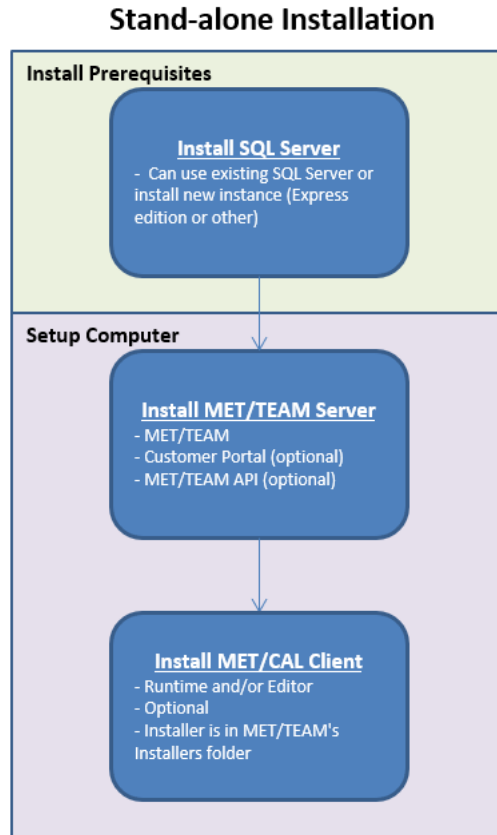 Stand-alone Installation
Install Prerequisites
Install SQL Server
- Can use existing SQL Server or
install new instance (Express
edition or other)
Setup Computer
Install MET/TEAM Server
- MET/TEAM
- Customer Portal (optional)
- MET/TEAM API (optional)
Install MET/CAL Client
- Runtime and/or Editor
- Optional
- Installer is in MET/TEAM's
Installers folder